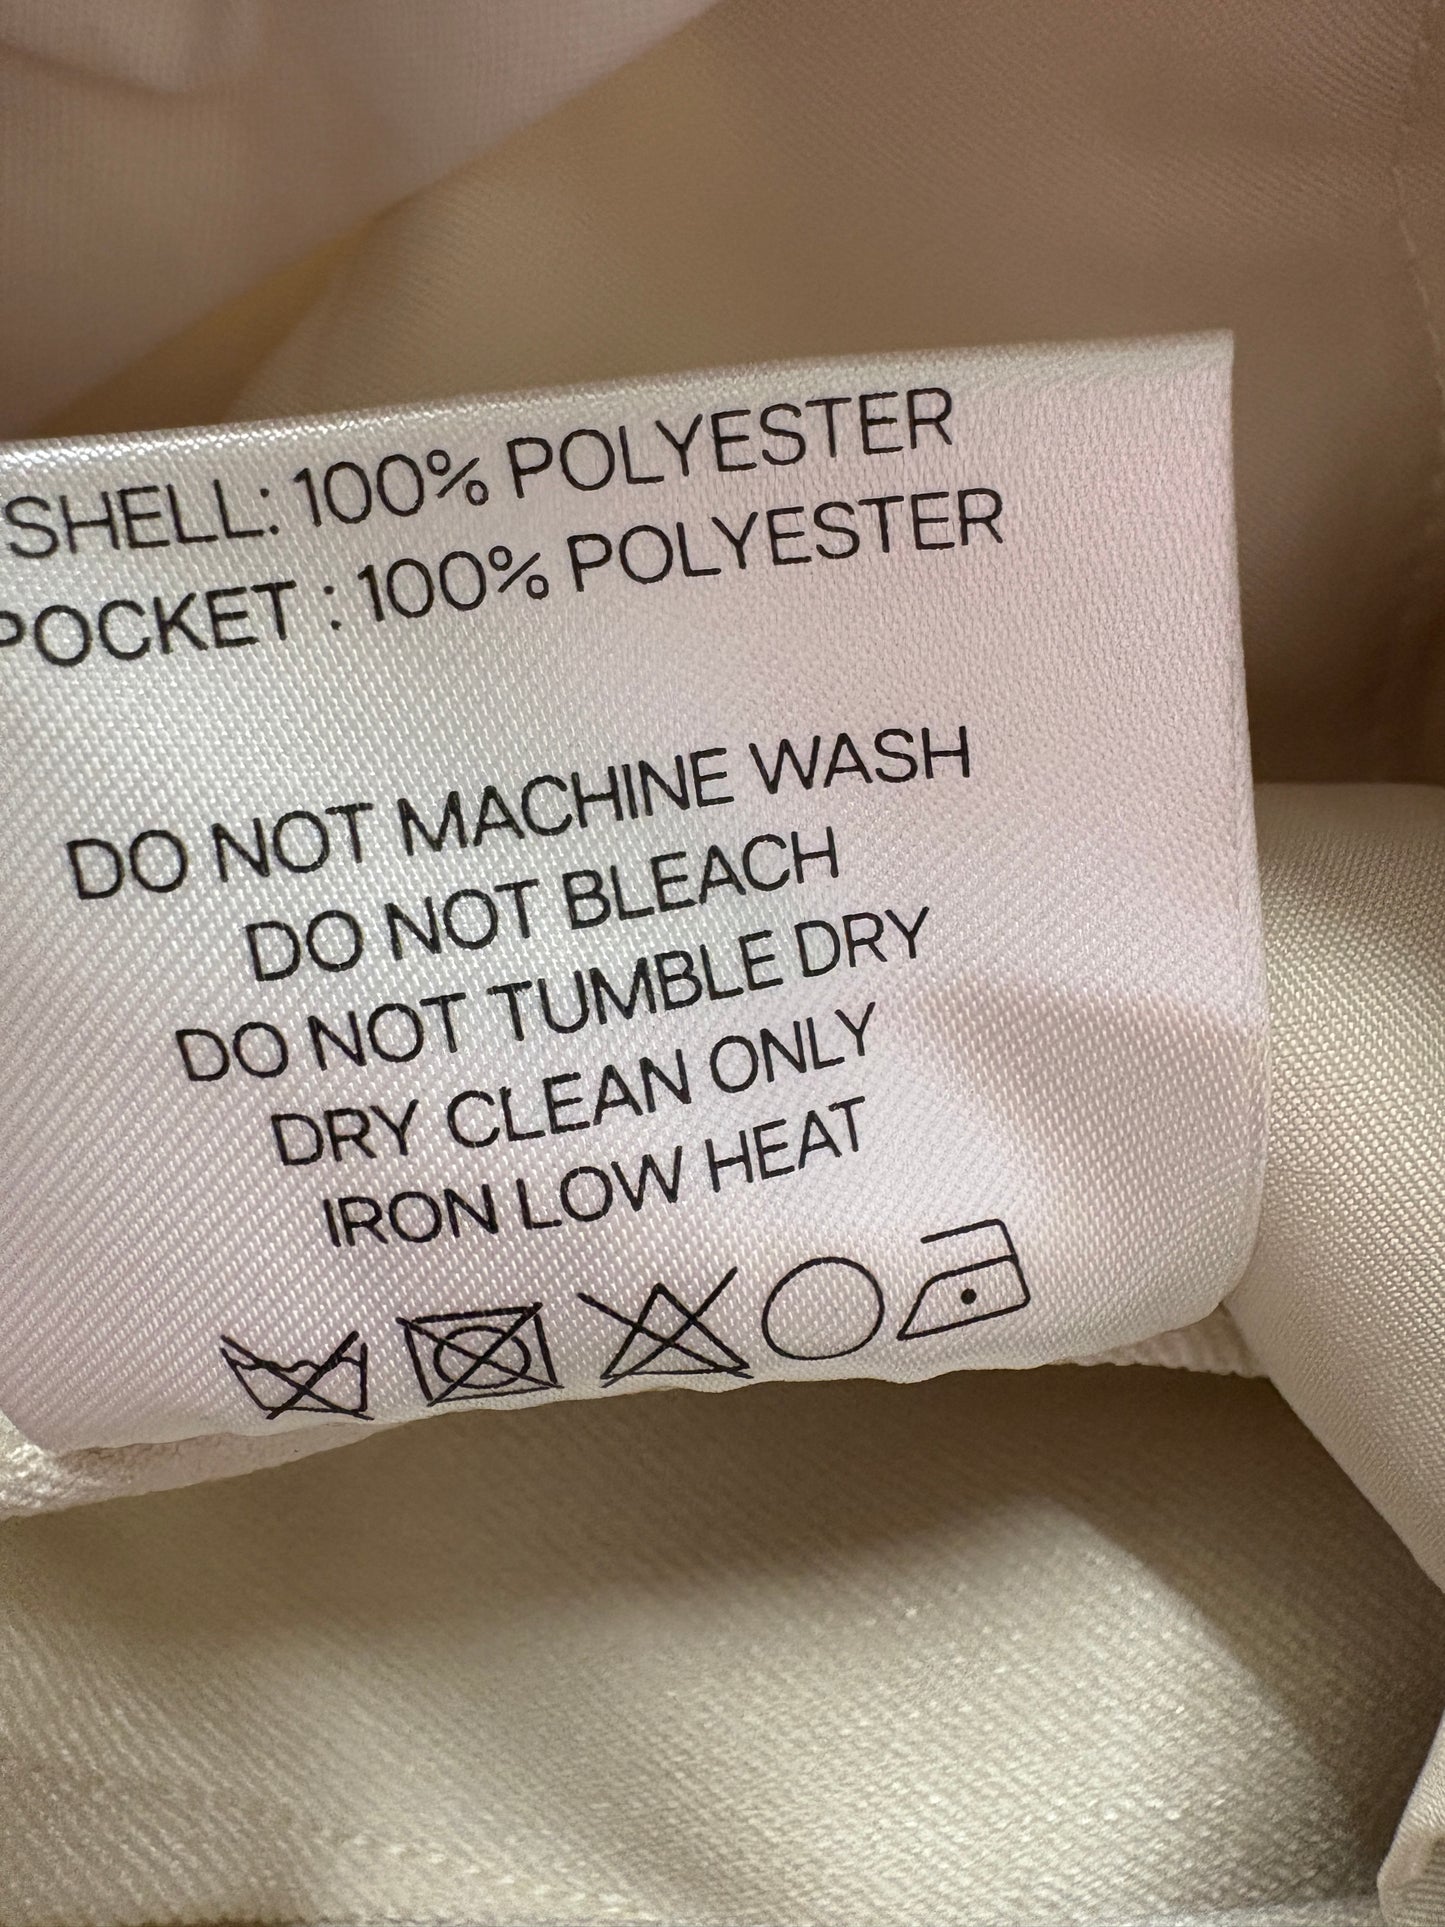 SHELL: 100% POLYESTER
POCKET : 100% POLYESTER
DO NOT MACHINE WASH
DO NOT BLEACH
DO NOT TUMBLE DRY
DRY CLEAN ONLY
IRON LOW HEAT